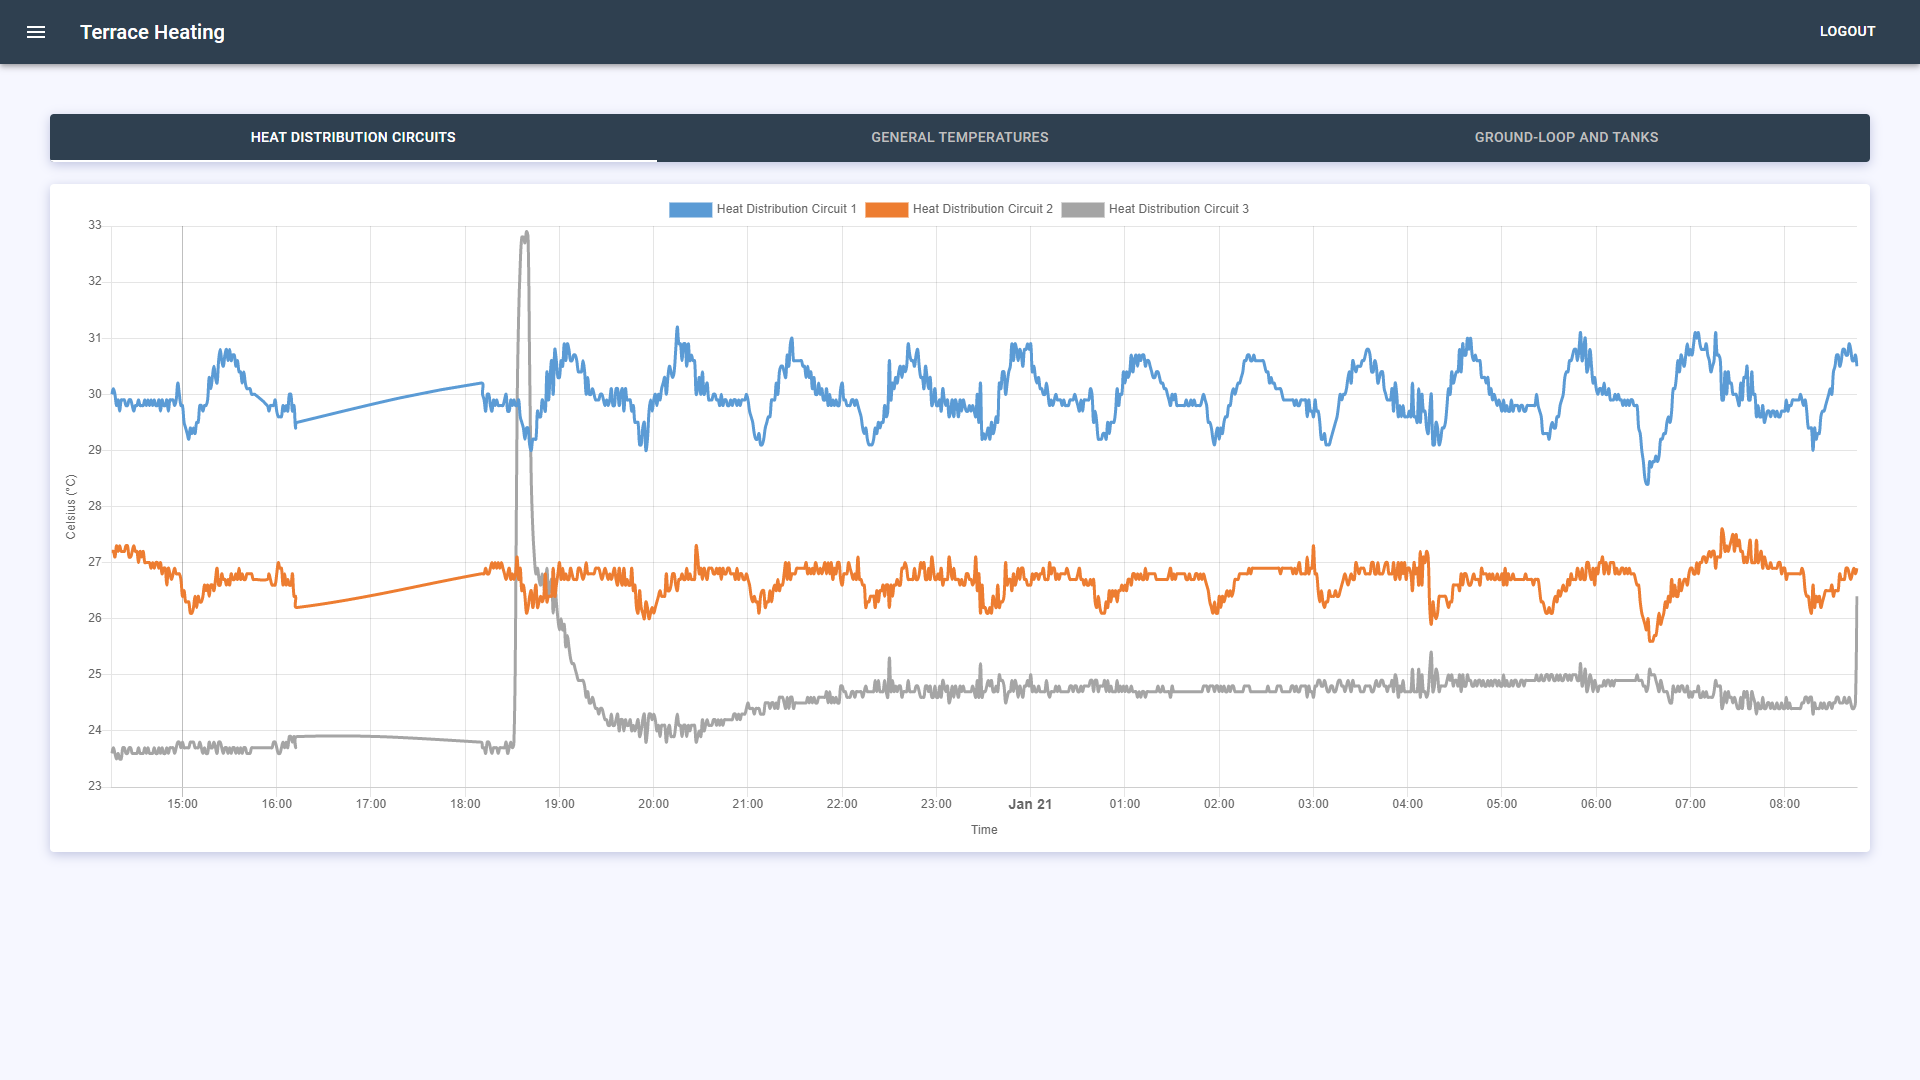 Terrace Heating
LOGOUT
HEAT DISTRIBUTION CIRCUITS
GENERAL TEMPERATURES
GROUND-LOOP AND TANKS
Heat Distribution Circuit 1 Heat Distribution Circuit 2 Heat Distribution Circuit 3
33
32
31
30
29
28
27
26
25
24
23
Celsius (°C)
15:00 16:00 17:00 18:00 19:00 20:00 21:00 22:00 23:00 Jan 21 01:00 02:00 03:00 04:00 05:00 06:00 07:00 08:00
Time